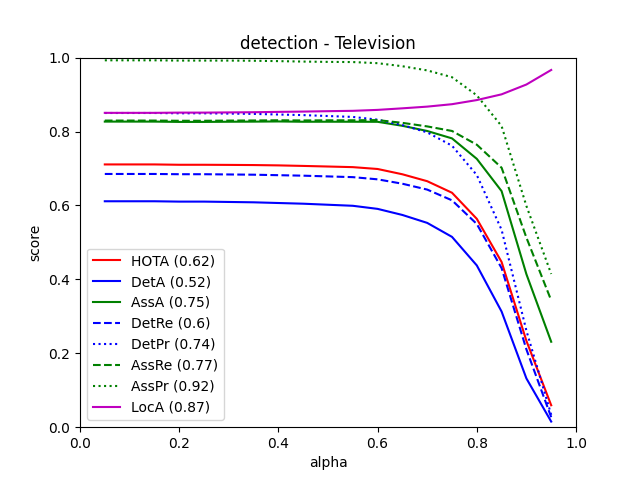 detection - Television
score
1.0
0.8
0.6
0.4
0.2
0.0
HOTA (0.62)
DetA (0.52)
AssA (0.75)
DetRe (0.6)
DetPr (0.74)
AssRe (0.77)
AssPr (0.92)
LocA (0.87)
0.0 0.2 0.4 0.6 0.8 1.0
alpha